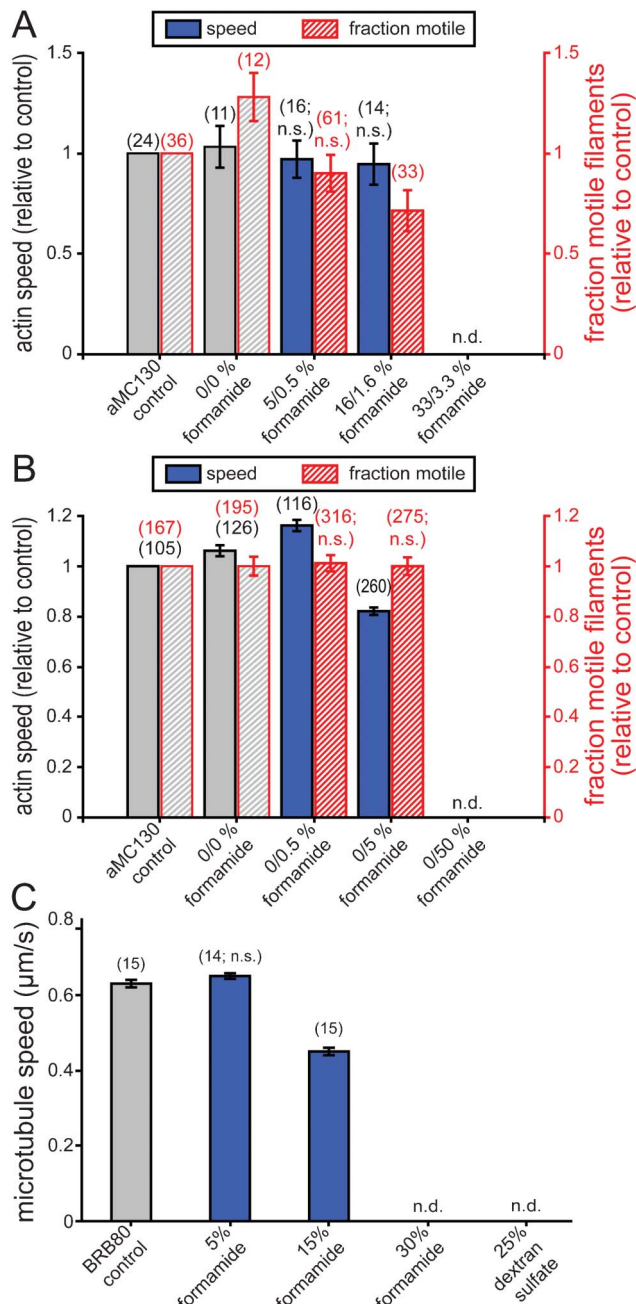 A
speed
fraction motile
actin speed (relative to control)
1.5
1
0.5
0
(24)
(36)
(11)
(12)
(16;
n.s.)
(61;
n.s.)
(14;
n.s.)
(33)
n.d.
1.5
1
0.5
0
fraction motile filaments
(relative to control)
aMC130
control
0/0 %
formamide
5/0.5 %
formamide
16/1.6 %
formamide
33/3.3 %
formamide
B
speed
fraction motile
actin speed (relative to control)
1.2
1
0.8
0.6
0.4
0.2
0
(167)
(105)
(195)
(126)
(116)
(316;
n.s.)
(260)
(275;
n.s.)
n.d.
1.2
1
0.8
0.6
0.4
0.2
0
fraction motile filaments
(relative to control)
aMC130
control
0/0 %
formamide
0/0.5 %
formamide
0/5 %
formamide
0/50 %
formamide
C
microtubule speed (µm/s)
0.8
0.6
0.4
0.2
0
(15)
(14; n.s.)
(15)
n.d.
n.d.
BRB80
control
5%
formamide
15%
formamide
30%
formamide
25%
dextran
sulfate